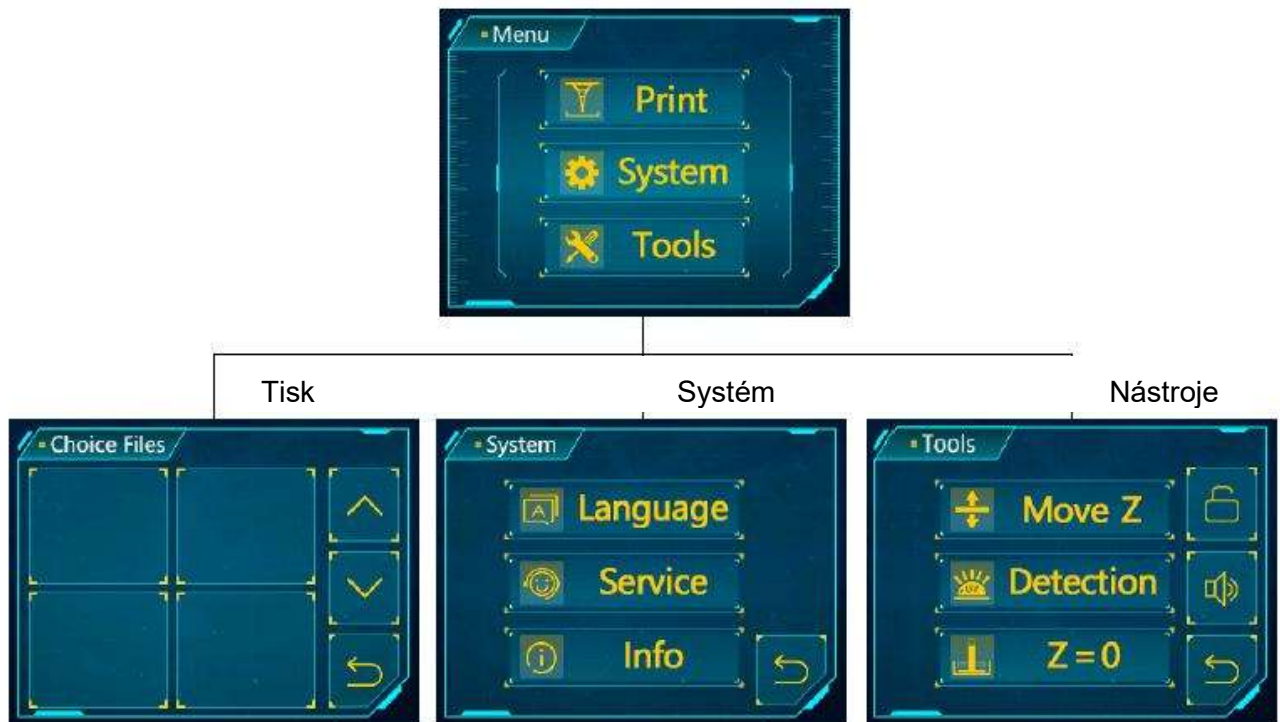 Menu
Print
System
Tools
Tisk
Systém
Nástroje
Choice Files
System
Language
Service
Info
Tools
Move Z
Detection
Z=0